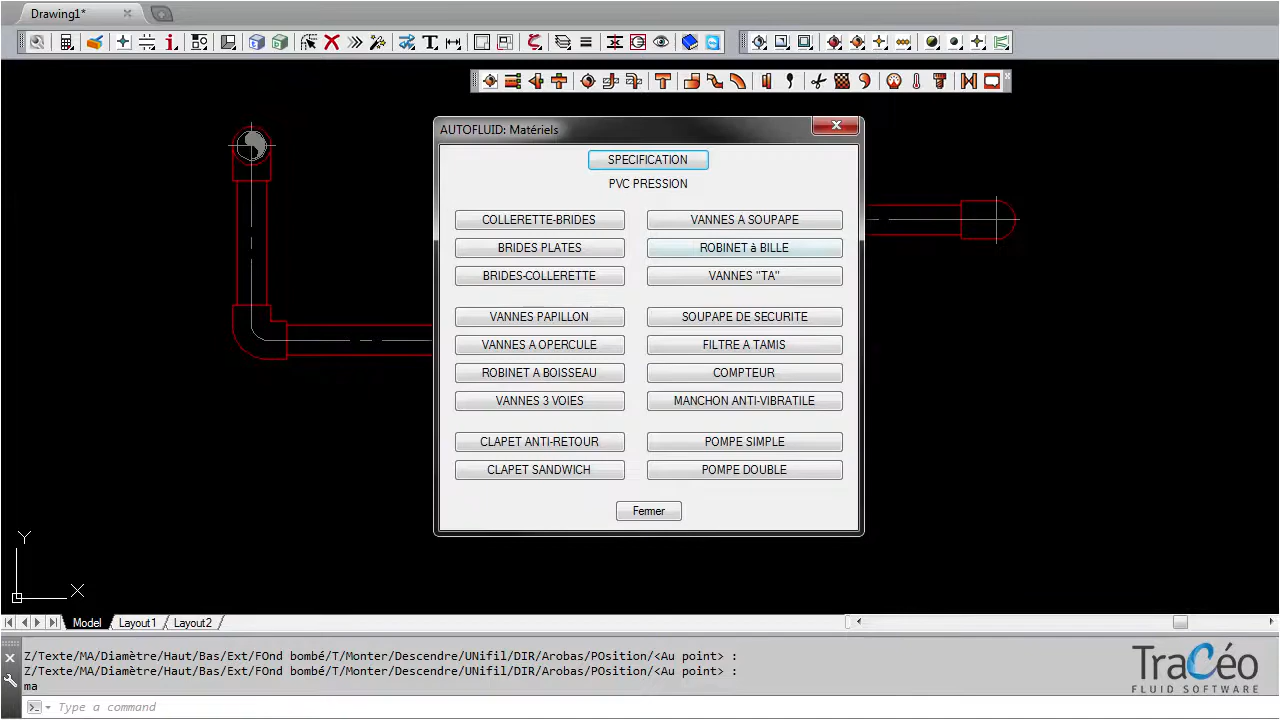 Drawing1*
AUTOFLUID: Matériels
SPECIFICATION
PVC PRESSION
COLLERETTE-BRIDES
VANNES A SOUPAPE
BRIDES PLATES
ROBINET à BILLE
BRIDES-COLLERETTE
VANNES "TA"
VANNES PAPILLON
SOUPAPE DE SECURITE
VANNES A OPERCULE
FILTRE A TAMIS
ROBINET A BOISSEAU
COMPTEUR
VANNES 3 VOIES
MANCHON ANTI-VIBRATILE
CLAPET ANTI-RETOUR
POMPE SIMPLE
CLAPET SANDWICH
POMPE DOUBLE
Fermer
Y
X
Model
Layout1
Layout2
Z/Texte/MA/Diamètre/Haut/Bas/Ext/FOnd bombé/T/Monter/Descendre/UNifil/DIR/Arobas/POsition/<Au point> :
Z/Texte/MA/Diamètre/Haut/Bas/Ext/FOnd bombé/T/Monter/Descendre/UNifil/DIR/Arobas/POsition/<Au point> :
ma
Type a command
TraCéo
FLUID SOFTWARE